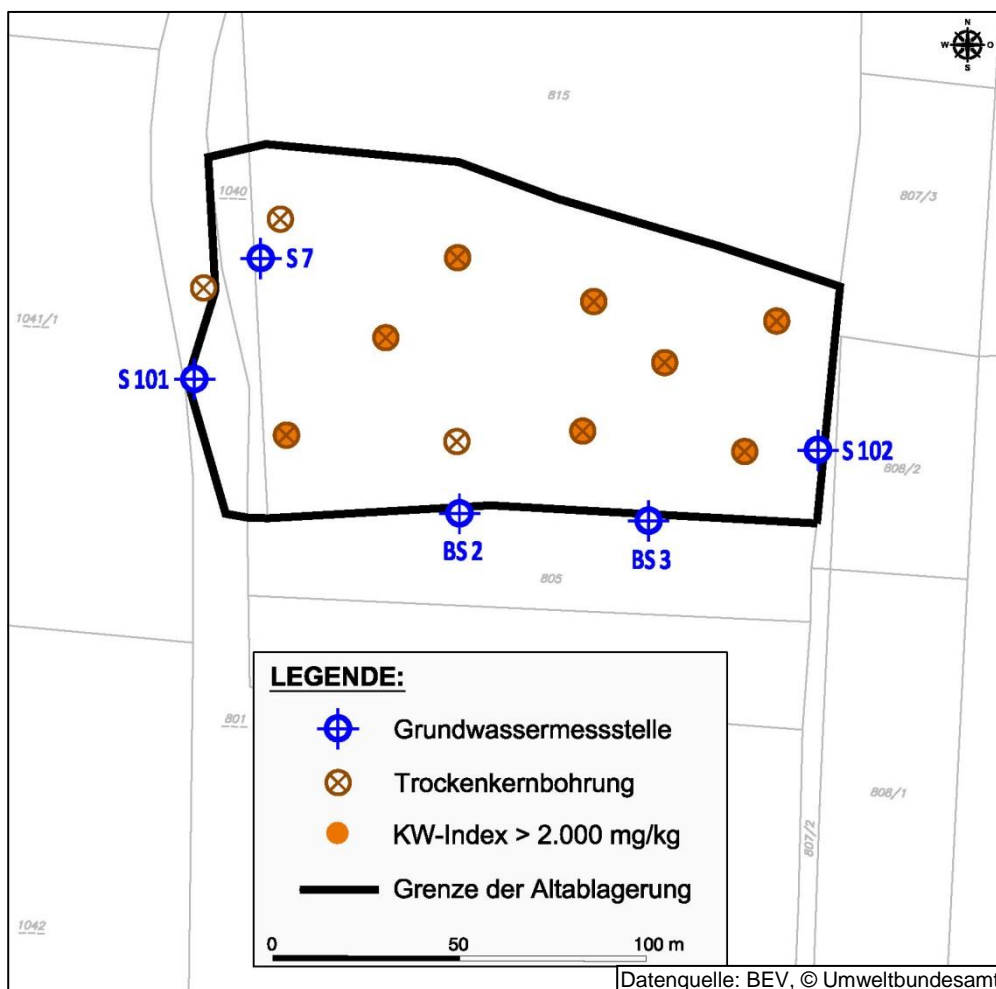 N
W O
S
815
807/3
1040
S 7
1041/1
S 101
S 102
808/2
BS 2
BS 3
805
LEGENDE:
801
Grundwassermessstelle
Trockenkernbohrung
808/1
KW-Index > 2.000 mg/kg
807/2
Grenze der Altablagerung
1042
0 50 100 m
Datenquelle: BEV, © Umweltbundesamt